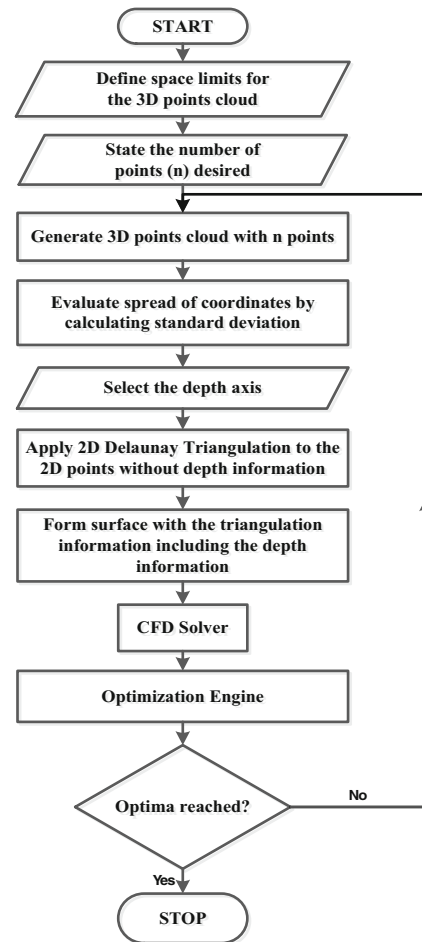 START
Define space limits for
the 3D points cloud
State the number of
points (n) desired
Generate 3D points cloud with n points
Evaluate spread of coordinates by
calculating standard deviation
Select the depth axis
Apply 2D Delaunay Triangulation to the
2D points without depth information
Form surface with the triangulation
information including the depth
information
CFD Solver
Optimization Engine
Optima reached?
No
Yes
STOP